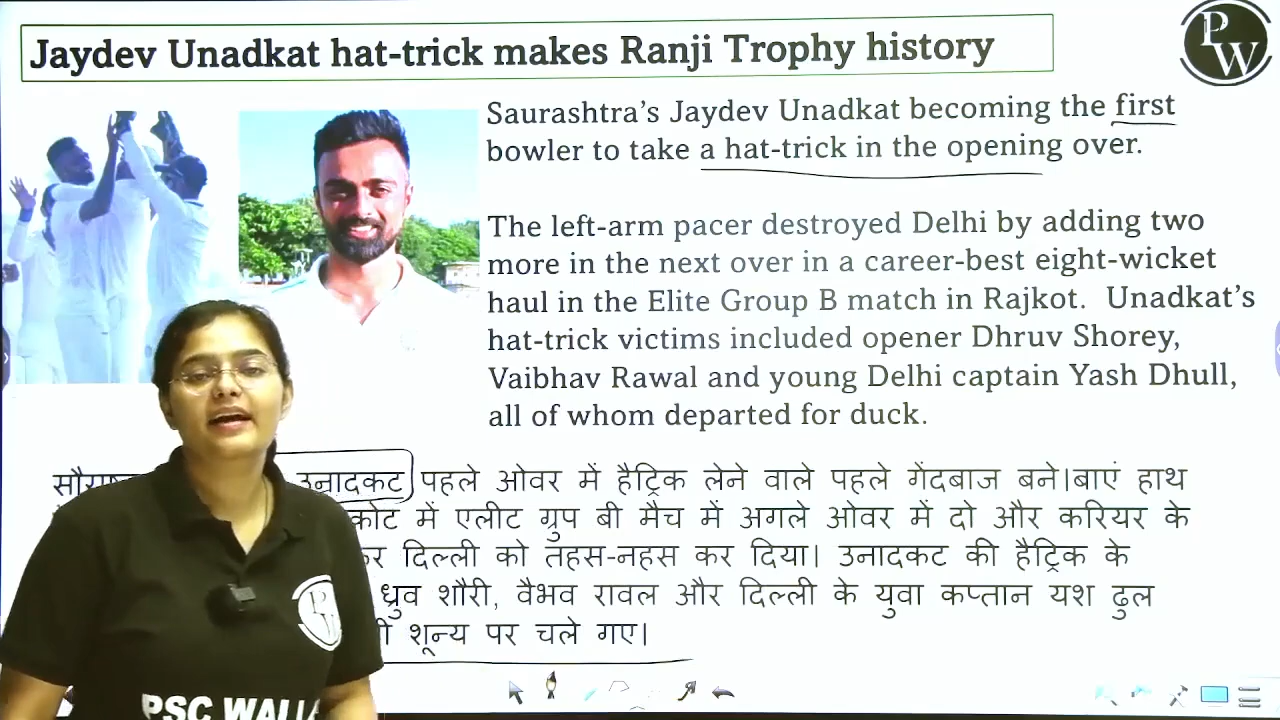 Jaydev Unadkat hat-trick makes Ranji Trophy history
PW
Saurashtra's Jaydev Unadkat becoming the first
bowler to take a hat-trick in the opening over.
The left-arm pacer destroyed Delhi by adding two
more in the next over in a career-best eight-wicket
haul in the Elite Group B match in Rajkot. Unadkat's
hat-trick victims included opener Dhruv Shorey,
Vaibhav Rawal and young Delhi captain Yash Dhull,
all of whom departed for duck.
उनादकट पहले ओवर में हैट्रिक लेने वाले पहले गेंदबाज बने।बाएं हाथ
में एलीट ग्रुप बी मैच में अगले ओवर में दो और करियर के
दिल्ली को तहस-नहस कर दिया। उनादकट की हैट्रिक के
ध्रुव शौरी, वैभव रावल और दिल्ली के युवा कप्तान यश ढुल
शून्य पर चले गए।
PW
PSC WALLA